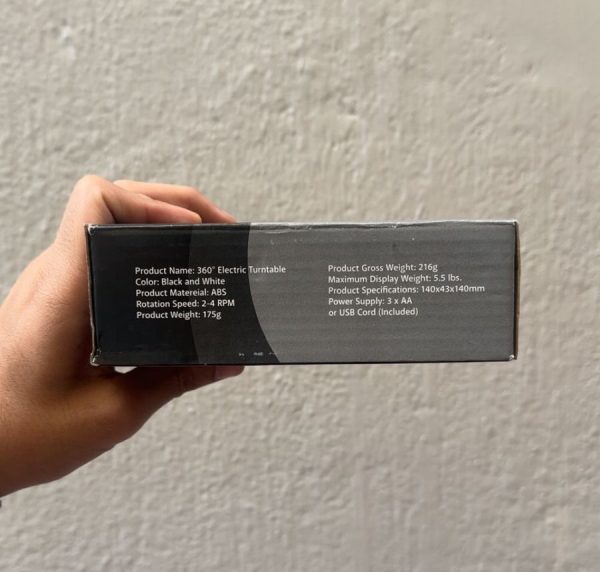 Product Name: 360° Electric Turntable
Color: Black and White
Product Matereial: ABS
Rotation Speed: 2-4 RPM
Product Weight: 175g
Product Gross Weight: 216g
Maximum Display Weight: 5.5 lbs.
Product Specifications: 140x43x140mm
Power Supply: 3 x AA
or USB Cord (Included)